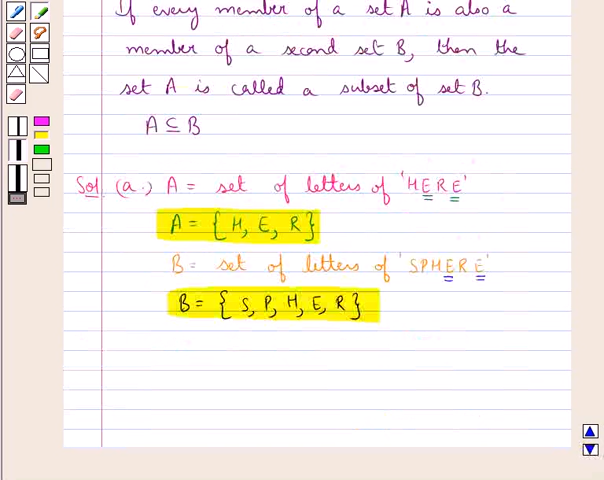 If every member of a set A is also a
member of a second set B, then the
set A is called a subset of set B.
A ⊆ B
Sol. (a.) A = set of letters of 'HERE'
A = { H, E, R }
B = set of letters of 'SPHERE'
B = { S, P, H, E, R }